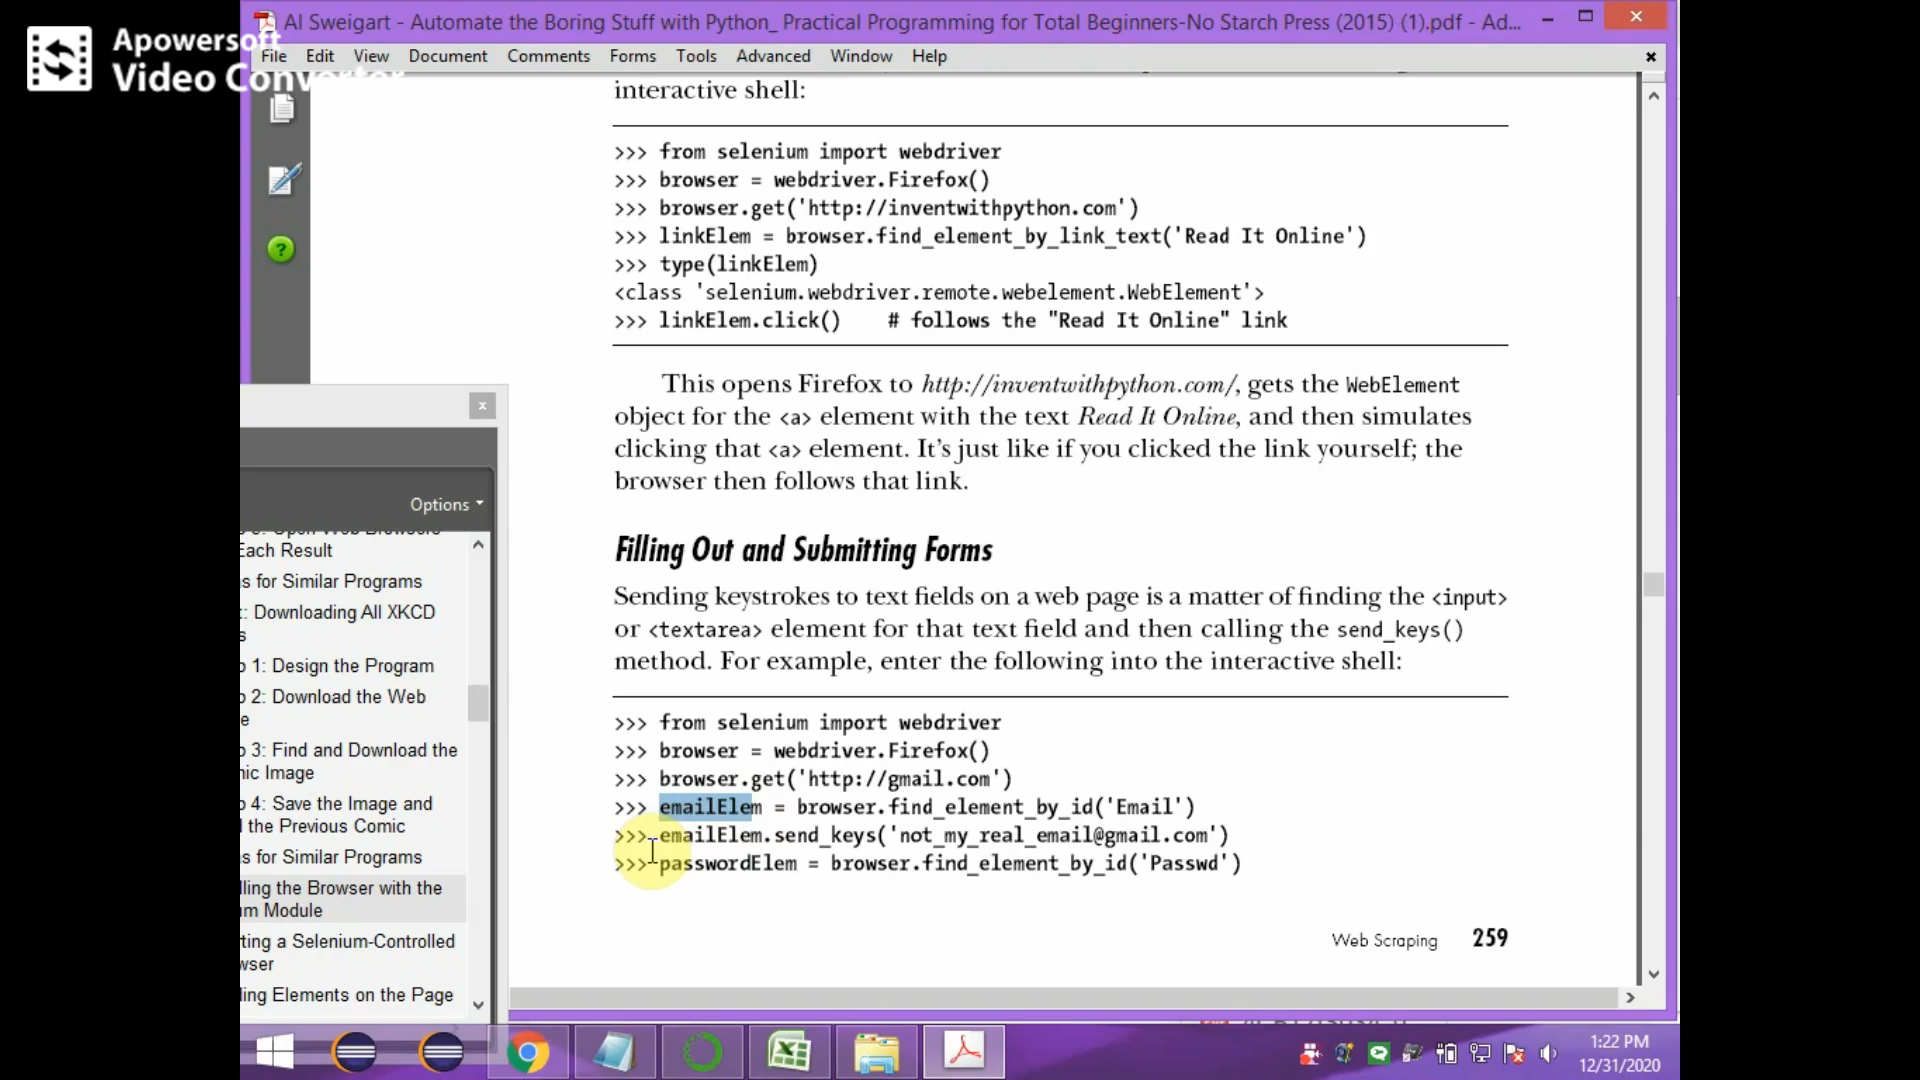 Al Sweigart - Automate the Boring Stuff with Python_ Practical Programming for Total Beginners-No Starch Press (2015) (1).pdf - Ad...
Apowersoft
Video Converter
File Edit View Document Comments Forms Tools Advanced Window Help
interactive shell:
>>> from selenium import webdriver
>>> browser = webdriver.Firefox()
>>> browser.get('http://inventwithpython.com')
>>> linkElem = browser.find_element_by_link_text('Read It Online')
>>> type(linkElem)
<class 'selenium.webdriver.remote.webelement.WebElement'>
>>> linkElem.click() # follows the "Read It Online" link
This opens Firefox to http://inventwithpython.com/, gets the WebElement
object for the <a> element with the text Read It Online, and then simulates
clicking that <a> element. It's just like if you clicked the link yourself; the
browser then follows that link.
Filling Out and Submitting Forms
Sending keystrokes to text fields on a web page is a matter of finding the <input>
or <textarea> element for that text field and then calling the send_keys()
method. For example, enter the following into the interactive shell:
>>> from selenium import webdriver
>>> browser = webdriver.Firefox()
>>> browser.get('http://gmail.com')
>>> emailElem = browser.find_element_by_id('Email')
>>> emailElem.send_keys('not_my_real_email@gmail.com')
>>> passwordElem = browser.find_element_by_id('Passwd')
Web Scraping 259
Options
Each Result
s for Similar Programs
: Downloading All XKCD
s
o 1: Design the Program
o 2: Download the Web
e
o 3: Find and Download the
nic Image
o 4: Save the Image and
d the Previous Comic
s for Similar Programs
lling the Browser with the
um Module
ting a Selenium-Controlled
wser
ling Elements on the Page
1:22 PM
12/31/2020